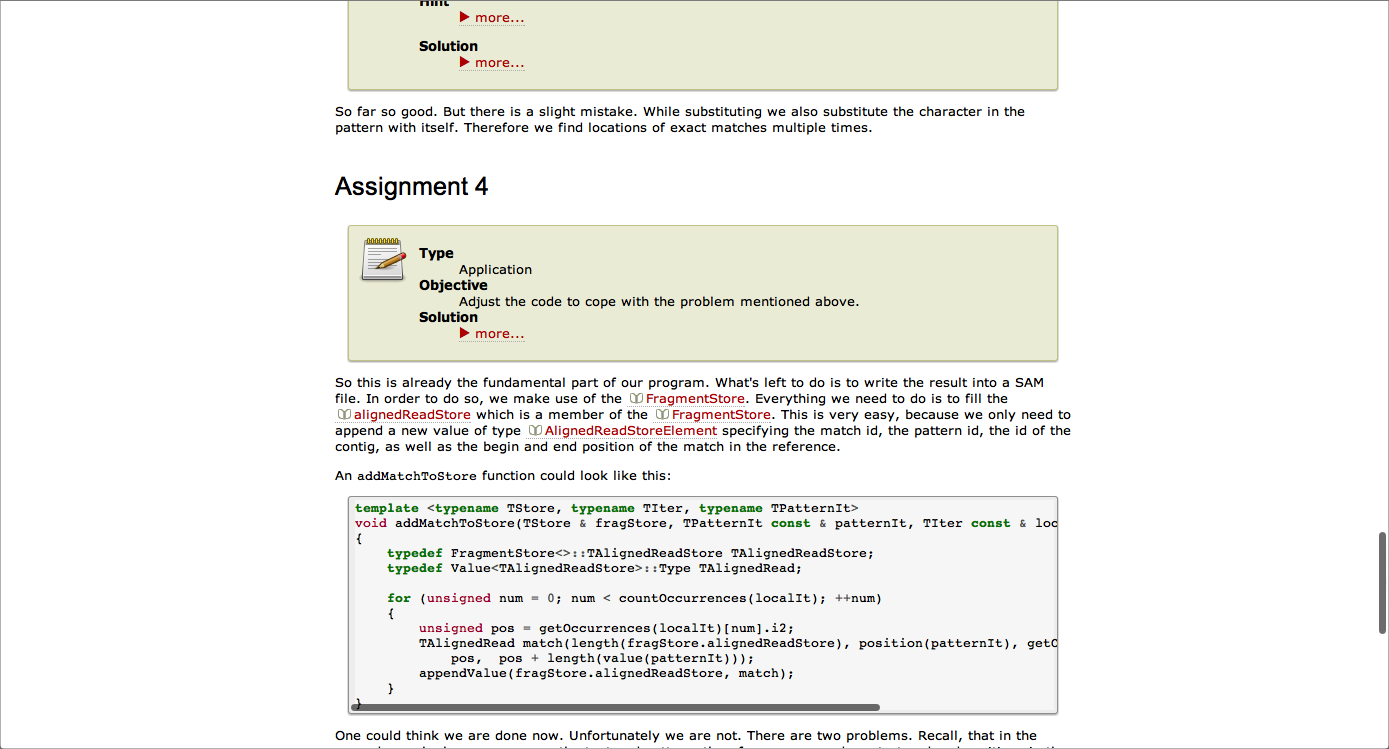 Hint
▶ more...
Solution
▶ more...
So far so good. But there is a slight mistake. While substituting we also substitute the character in the
pattern with itself. Therefore we find locations of exact matches multiple times.
Assignment 4
Type
Application
Objective
Adjust the code to cope with the problem mentioned above.
Solution
▶ more...
So this is already the fundamental part of our program. What's left to do is to write the result into a SAM
file. In order to do so, we make use of the FragmentStore. Everything we need to do is to fill the
alignedReadStore which is a member of the FragmentStore. This is very easy, because we only need to
append a new value of type AlignedReadStoreElement specifying the match id, the pattern id, the id of the
contig, as well as the begin and end position of the match in the reference.
An addMatchToStore function could look like this:
template <typename TStore, typename TIter, typename TPatternIt>
void addMatchToStore(TStore & fragStore, TPatternIt const & patternIt, TIter const & loc
{
    typedef FragmentStore<>::TAlignedReadStore TAlignedReadStore;
    typedef Value<TAlignedReadStore>::Type TAlignedRead;
    for (unsigned num = 0; num < countOccurrences(localIt); ++num)
    {
        unsigned pos = getOccurrences(localIt)[num].i2;
        TAlignedRead match(length(fragStore.alignedReadStore), position(patternIt), getO
            pos,  pos + length(value(patternIt)));
        appendValue(fragStore.alignedReadStore, match);
    }
}
One could think we are done now. Unfortunately we are not. There are two problems. Recall, that in the